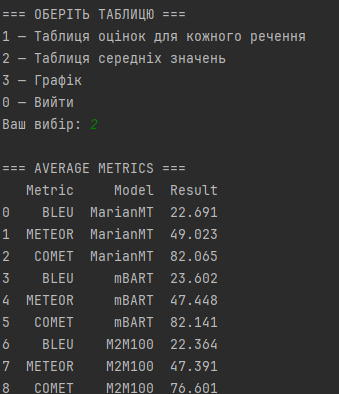 === ОБЕРІТЬ ТАБЛИЦЮ ===
1 — Таблиця оцінок для кожного речення
2 — Таблиця середніх значень
3 — Графік
0 — Вийти
Ваш вибір: 2
=== AVERAGE METRICS ===
Metric Model Result
0 BLEU MarianMT 22.691
1 METEOR MarianMT 49.023
2 COMET MarianMT 82.065
3 BLEU mBART 23.602
4 METEOR mBART 47.448
5 COMET mBART 82.141
6 BLEU M2M100 22.364
7 METEOR M2M100 47.391
8 COMET M2M100 76.601